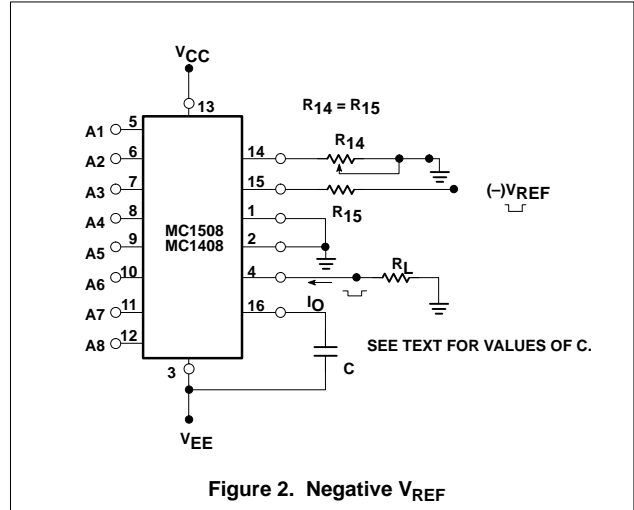 VCC
13
R14 = R15
A1 5
A2 6
A3 7
A4 8
A5 9
A6 10
A7 11
A8 12
MC1508
MC1408
14
15
1
2
4
16
3
R14
R15
(–)VREF
RL
IO
C
SEE TEXT FOR VALUES OF C.
VEE
Figure 2. Negative VREF